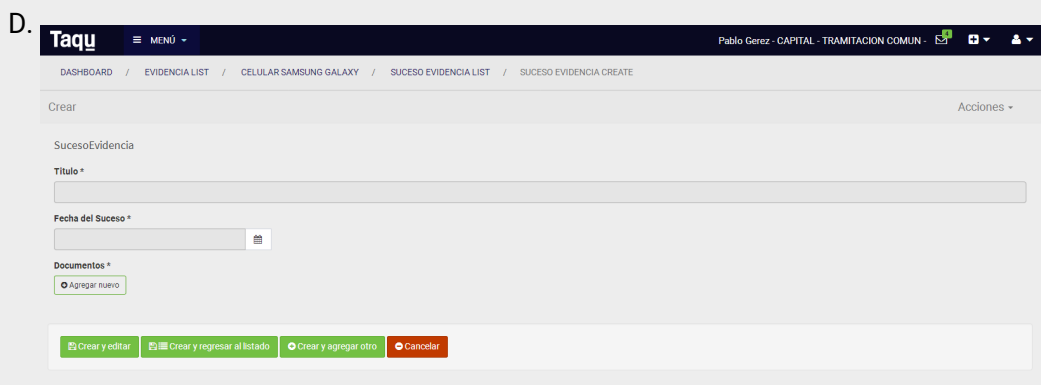 D.
Taqu MENÚ Pablo Gerez - CAPITAL - TRAMITACION COMUN -
DASHBOARD / EVIDENCIA LIST / CELULAR SAMSUNG GALAXY / SUCESO EVIDENCIA LIST / SUCESO EVIDENCIA CREATE
Crear Acciones
SucesoEvidencia
Titulo *
Fecha del Suceso *
Documentos *
Agregar nuevo
Crear y editar Crear y regresar al listado Crear y agregar otro Cancelar